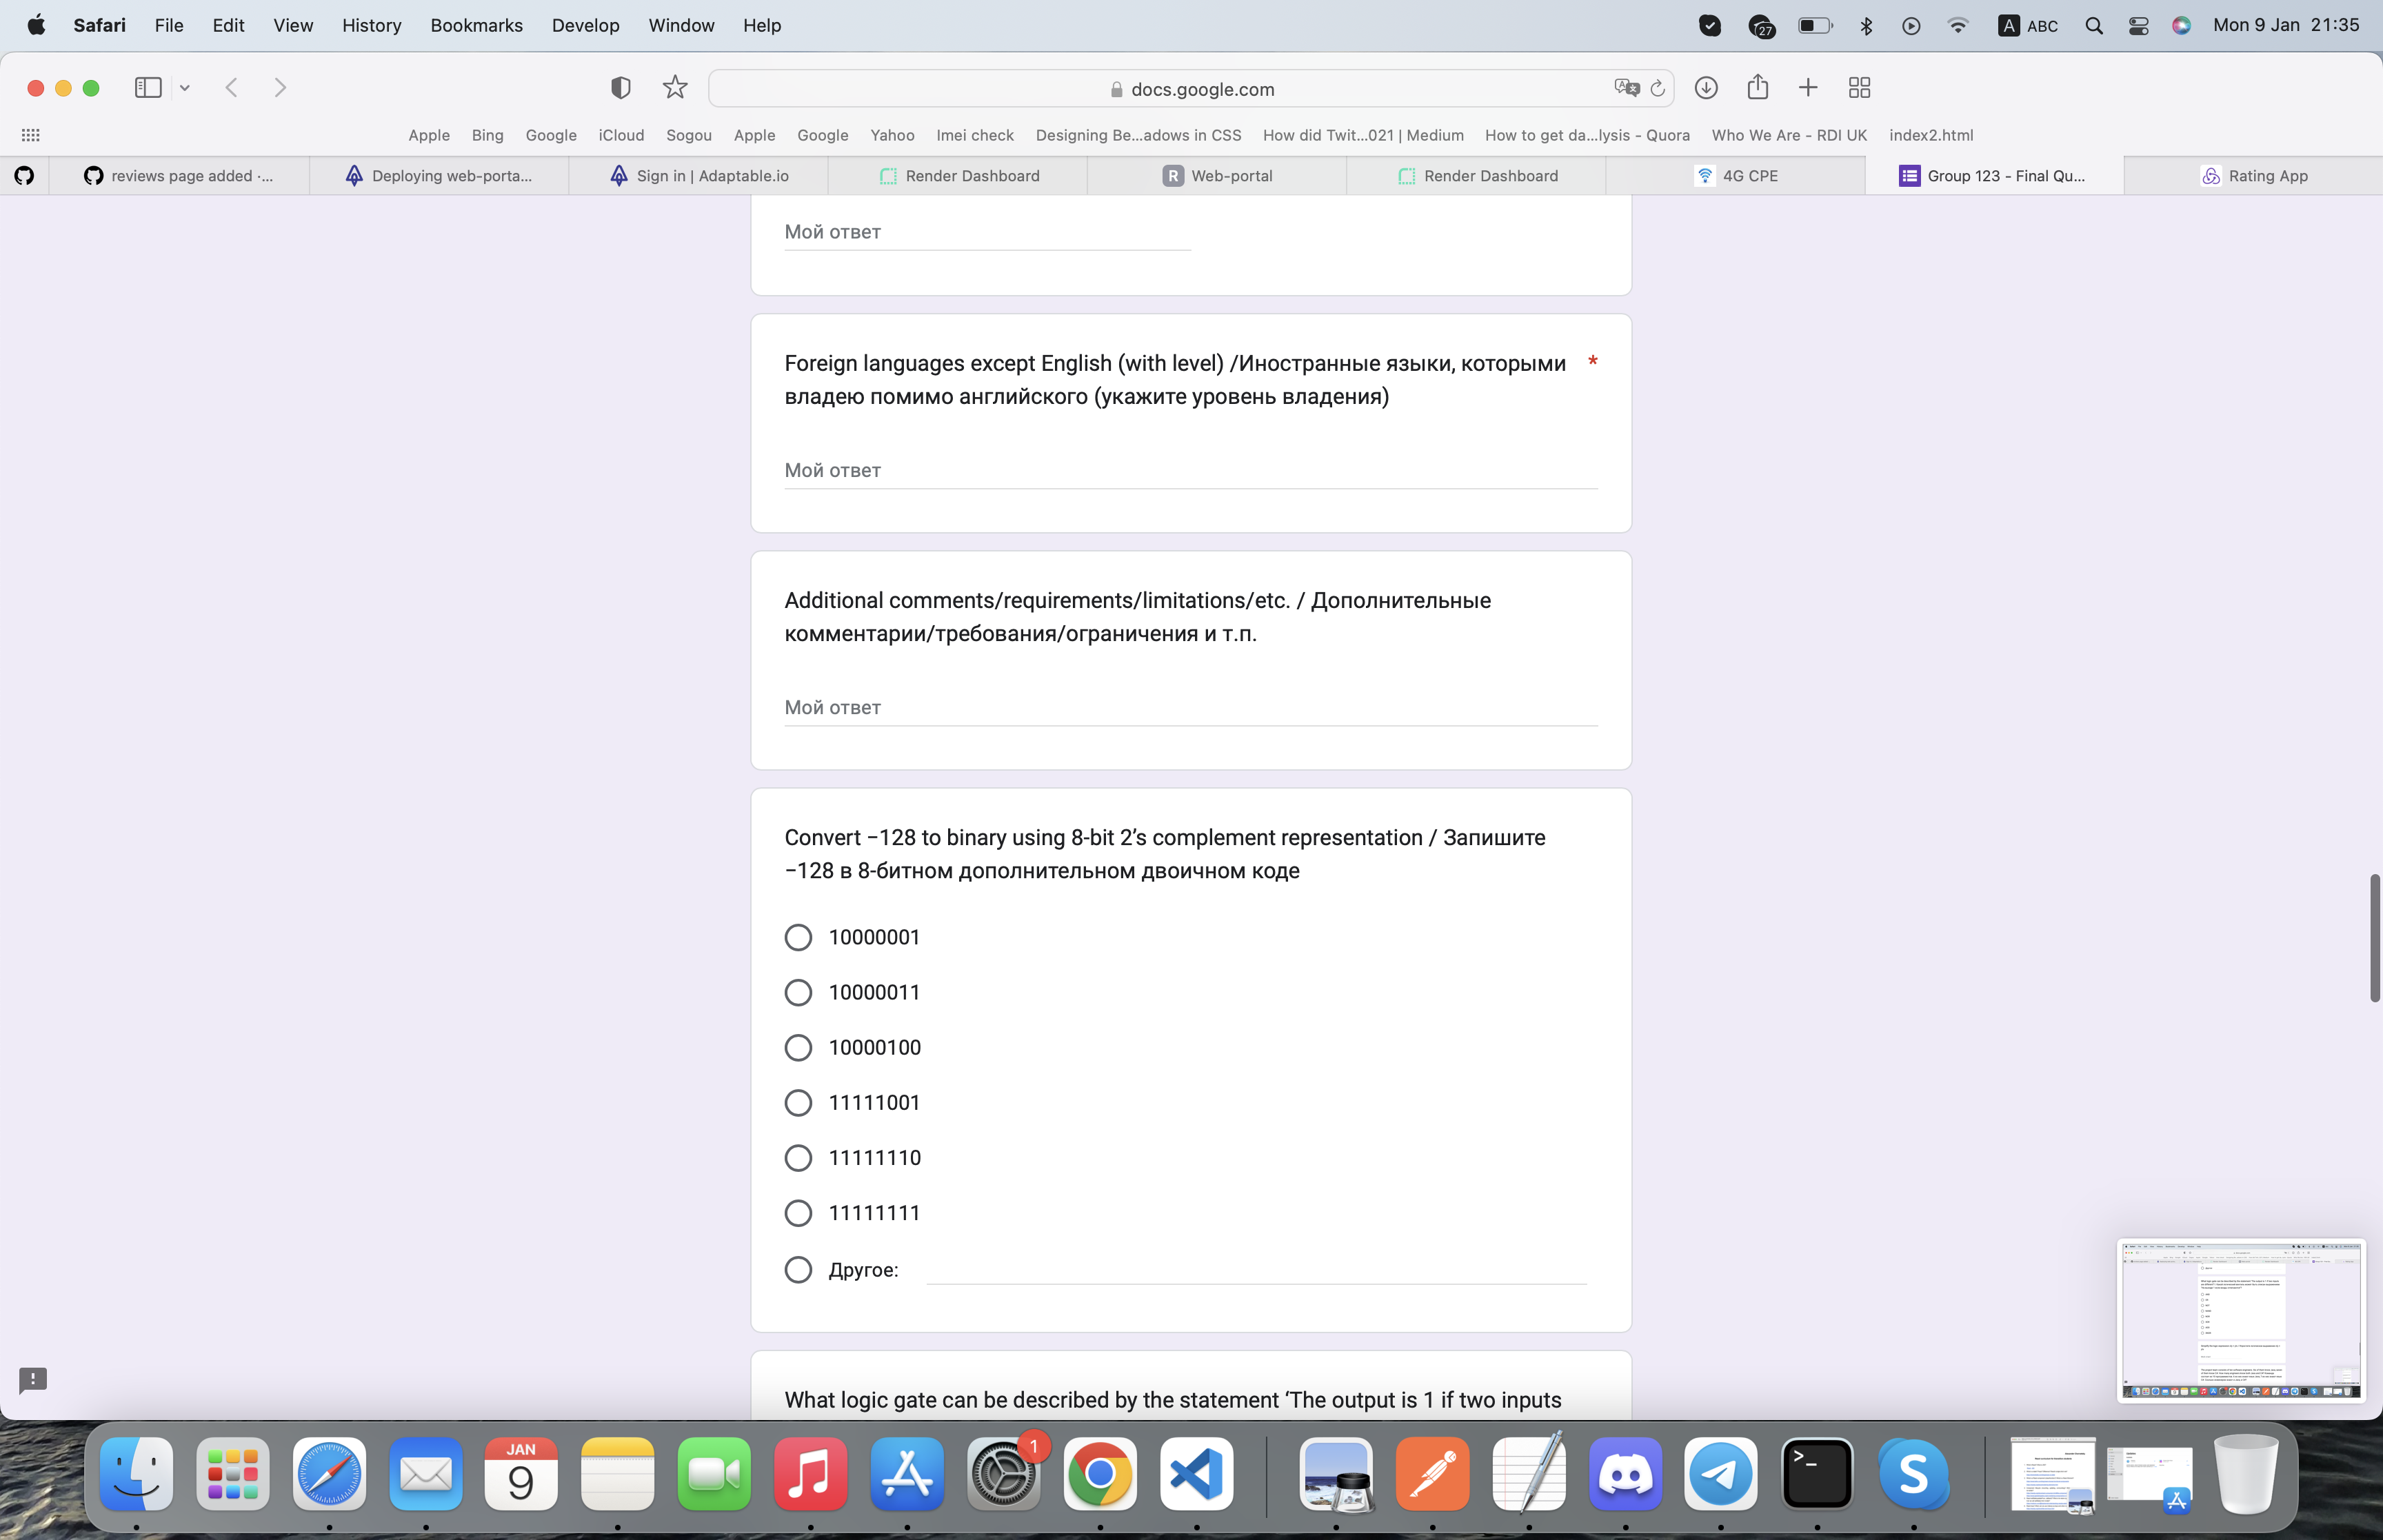 Safari File Edit View History Bookmarks Develop Window Help 27 A ABC Mon 9 Jan 21:35
docs.google.com
Apple Bing Google iCloud Sogou Apple Google Yahoo Imei check Designing Be...adows in CSS How did Twit...021 | Medium How to get da...lysis - Quora Who We Are - RDI UK index2.html
reviews page added ·... Deploying web-porta... Sign in | Adaptable.io Render Dashboard R Web-portal Render Dashboard 4G CPE Group 123 - Final Qu... Rating App
Мой ответ
Foreign languages except English (with level) /Иностранные языки, которыми *
владею помимо английского (укажите уровень владения)
Мой ответ
Additional comments/requirements/limitations/etc. / Дополнительные
комментарии/требования/ограничения и т.п.
Мой ответ
Convert −128 to binary using 8-bit 2’s complement representation / Запишите
−128 в 8-битном дополнительном двоичном коде
10000001
10000011
10000100
11111001
11111110
11111111
Другое:
What logic gate can be described by the statement ‘The output is 1 if two inputs
JAN
9
1